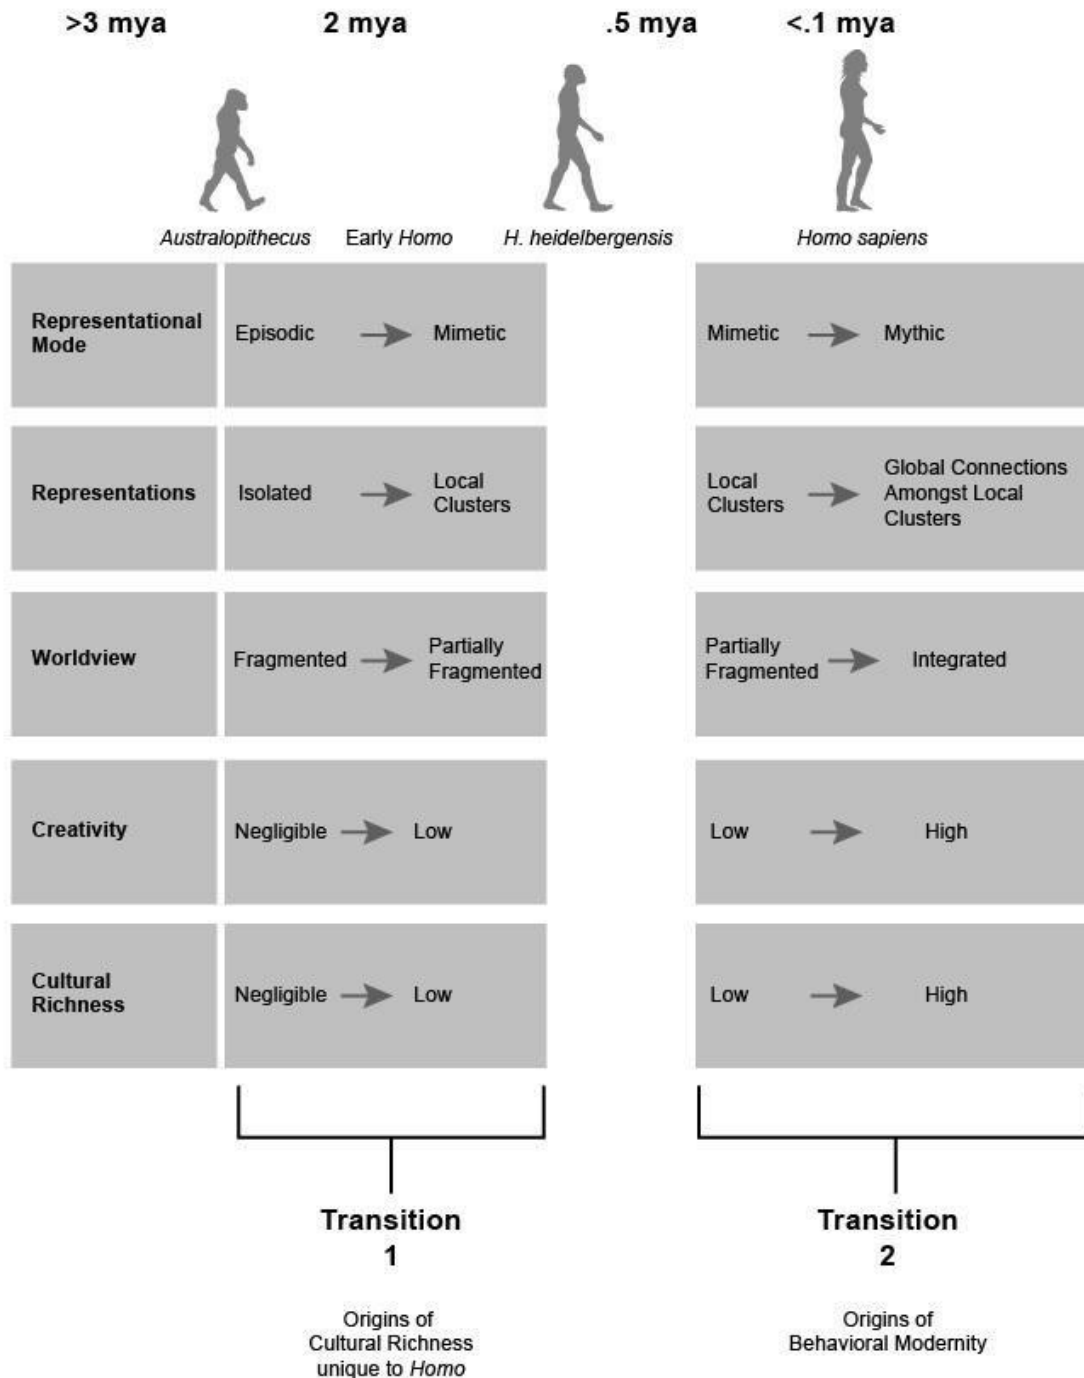 >3 mya 2 mya .5 mya <.1 mya
Australopithecus Early Homo H. heidelbergensis Homo sapiens
Representational
Mode
Episodic Mimetic
Mimetic Mythic
Representations
Isolated
Local
Clusters
Local
Clusters
Global Connections
Amongst Local
Clusters
Worldview
Fragmented
Partially
Fragmented
Partially
Fragmented
Integrated
Creativity
Negligible Low
Low High
Cultural
Richness
Negligible Low
Low High
Transition
1
Origins of
Cultural Richness
unique to Homo
Transition
2
Origins of
Behavioral Modernity